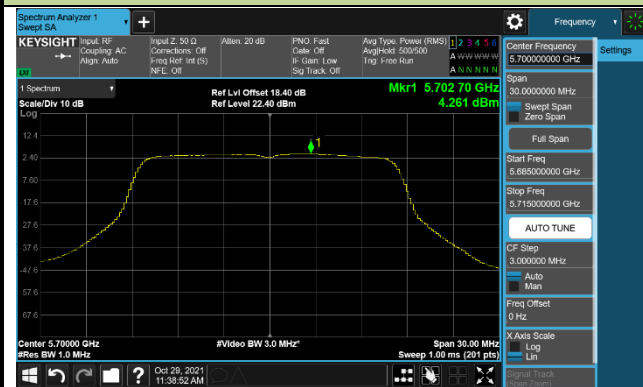 Spectrum Analyzer 1
Swept SA
Frequency
KEYSIGHT
Input: RF
Coupling: AC
Align: Auto
Input Z: 50 Ω
Corrections: Off
Freq Ref: Int (S)
NFE: Off
Atten: 20 dB
PNO: Fast
Gate: Off
IF Gain: Low
Sig Track: Off
Avg Type: Power (RMS)
Avg|Hold: 500/500
Trig: Free Run
1 2 3 4 5 6
A W W W W W
A N N N N N
1 Spectrum
Scale/Div 10 dB
Log
Ref Lvl Offset 18.40 dB
Ref Level 22.40 dBm
Mkr1 5.702 70 GHz
4.261 dBm
1
12.4
2.40
-7.60
-17.6
-27.6
-37.6
-47.6
-57.6
-67.6
Center 5.70000 GHz
#Res BW 1.0 MHz
#Video BW 3.0 MHz*
Span 30.00 MHz
Sweep 1.00 ms (201 pts)
Oct 29, 2021
11:38:52 AM
Center Frequency
5.700000000 GHz
Span
30.0000000 MHz
Swept Span
Zero Span
Full Span
Start Freq
5.685000000 GHz
Stop Freq
5.715000000 GHz
AUTO TUNE
CF Step
3.000000 MHz
Auto
Man
Freq Offset
0 Hz
X Axis Scale
Log
Lin
Signal Track
(Span Zoom)
Settings